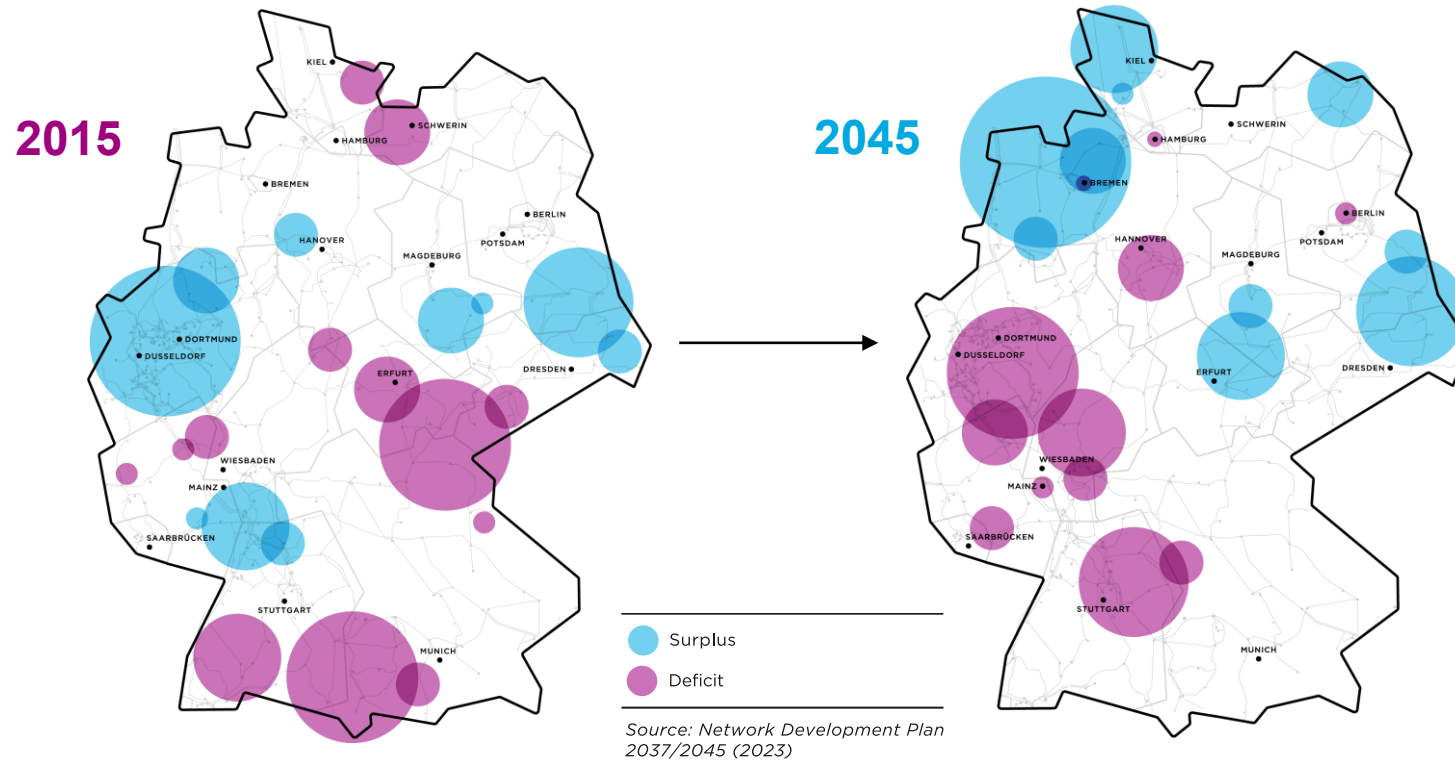 2015
KIEL
SCHWERIN
HAMBURG
BREMEN
BERLIN
HANOVER
POTSDAM
MAGDEBURG
DORTMUND
DUSSELDORF
ERFURT
DRESDEN
WIESBADEN
MAINZ
SAARBRÜCKEN
STUTTGART
MUNICH
2045
KIEL
SCHWERIN
HAMBURG
BREMEN
BERLIN
HANNOVER
POTSDAM
MAGDEBURG
DORTMUND
DUSSELDORF
ERFURT
DRESDEN
WIESBADEN
MAINZ
SAARBRÜCKEN
STUTTGART
MUNICH
Surplus
Deficit
Source: Network Development Plan
2037/2045 (2023)